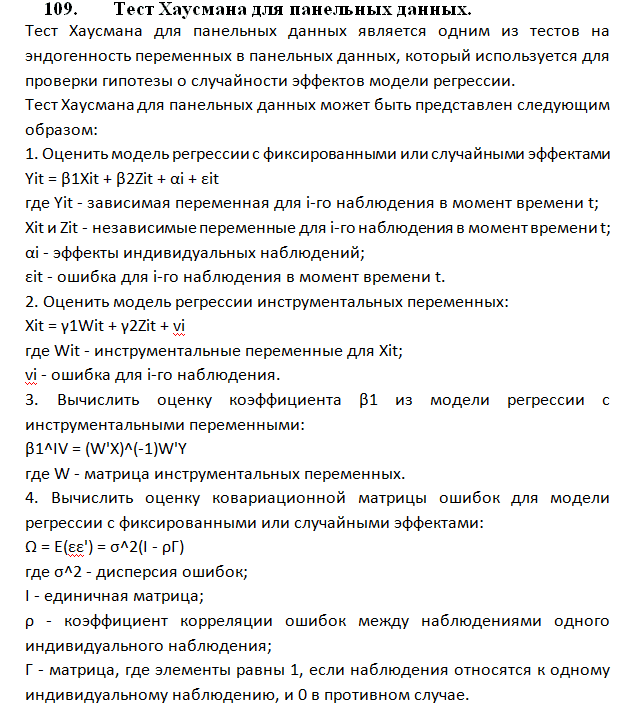 109. Тест Хаусмана для панельных данных.
Тест Хаусмана для панельных данных является одним из тестов на
эндогенность переменных в панельных данных, который используется для
проверки гипотезы о случайности эффектов модели регрессии.
Тест Хаусмана для панельных данных может быть представлен следующим
образом:
1. Оценить модель регрессии с фиксированными или случайными эффектами
Yit = β1Xit + β2Zit + αi + εit
где Yit - зависимая переменная для i-го наблюдения в момент времени t;
Xit и Zit - независимые переменные для i-го наблюдения в момент времени t;
αi - эффекты индивидуальных наблюдений;
εit - ошибка для i-го наблюдения в момент времени t.
2. Оценить модель регрессии инструментальных переменных:
Xit = γ1Wit + γ2Zit + vi
где Wit - инструментальные переменные для Xit;
vi - ошибка для i-го наблюдения.
3. Вычислить оценку коэффициента β1 из модели регрессии с
инструментальными переменными:
β1^IV = (W'X)^(-1)W'Y
где W - матрица инструментальных переменных.
4. Вычислить оценку ковариационной матрицы ошибок для модели
регрессии с фиксированными или случайными эффектами:
Ω = E(εε') = σ^2(I - ρΓ)
где σ^2 - дисперсия ошибок;
I - единичная матрица;
ρ - коэффициент корреляции ошибок между наблюдениями одного
индивидуального наблюдения;
Γ - матрица, где элементы равны 1, если наблюдения относятся к одному
индивидуальному наблюдению, и 0 в противном случае.